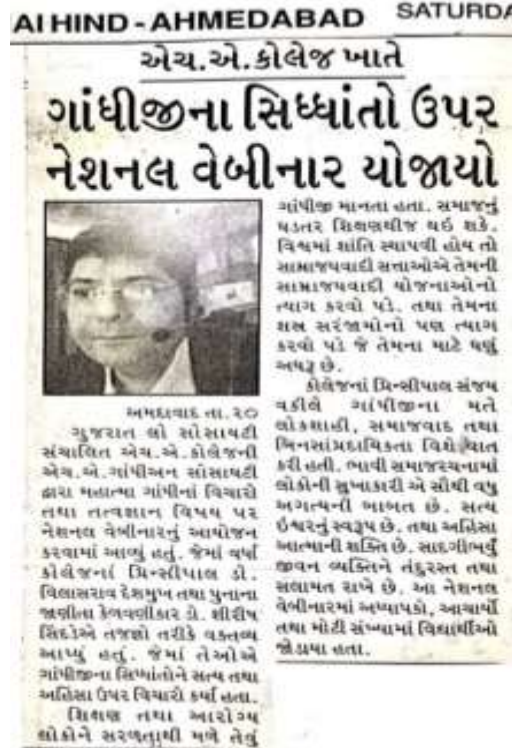 AI HIND - AHMEDABAD
SATURDA
એચ.એ.કોલેજ ખાતે
ગાંધીજીના સિધ્ધાંતો ઉપર
નેશનલ વેબીનાર યોજાયો
અમદાવાદ તા.૨૦
ગુજરાત લો સોસાયટી
સંચાલિત એચ.એ.કોલેજની
એચ.એ.ગાંધીઅન સોસાયટી
દ્વારા મહાત્મા ગાંધીનાં વિચારો
તથા તત્વજ્ઞાન વિષય પર
નેશનલ વેબીનારનું આયોજન
કરવામાં આવ્યું હતું. જેમાં વર્ધા
કોલેજનાં પ્રિન્સીપાલ ડો.
વિલાસરાવ દેશમુખ તથા પુનાના
જાણીતા કેળવણીકાર ડો. શીરીષ
સિંદેએ તજજ્ઞો તરીકે વક્તવ્ય
આપ્યું હતું. જેમાં તેઓએ
ગાંધીજીના સિધ્ધાંતોને સત્ય તથા
અહિંસા ઉપર વિચારો કર્યા હતા.
શિક્ષણ તથા આરોગ્ય
લોકોને સરળતાથી મળે તેવું
ગાંધીજી માનતા હતા. સમાજનું
ઘડતર શિક્ષણથીજ થઇ શકે.
વિશ્વમાં શાંતિ સ્થાપવી હોય તો
સામ્રાજ્યવાદી સત્તાઓએ તેમની
સામ્રાજ્યવાદી યોજનાઓનો
ત્યાગ કરવો પડે. તથા તેમના
શસ્ત્ર સરંજામોનો પણ ત્યાગ
કરવો પડે જે તેમના માટે ઘણું
અઘરૂ છે.
કોલેજનાં પ્રિન્સીપાલ સંજય
વકીલે ગાંધીજીના મતે
લોકશાહી, સમાજવાદ તથા
બિનસાંપ્રદાયિકતા વિશે વાત
કરી હતી. ભાવી સમાજરચનામાં
લોકોની સુખાકારી એ સૌથી વધુ
અગત્યની બાબત છે. સત્ય
ઇશ્વરનું સ્વરૂપ છે. તથા અહિંસા
આત્માની શક્તિ છે. સાદગીભર્યું
જીવન વ્યક્તિને તંદુરસ્ત તથા
સલામત રાખે છે. આ નેશનલ
વેબીનારમાં અધ્યાપકો, આચાર્યો
તથા મોટી સંખ્યામાં વિદ્યાર્થીઓ
જોડાયા હતા.